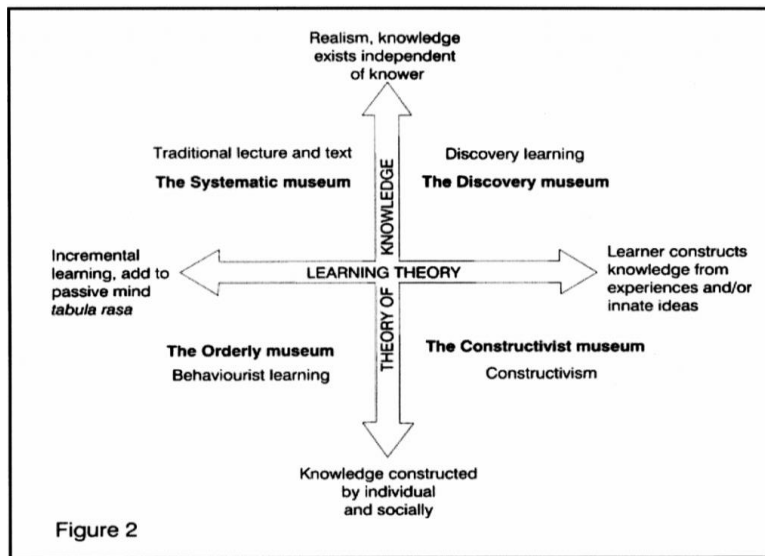 Realism, knowledge
exists independent
of knower
Traditional lecture and text
The Systematic museum
Discovery learning
The Discovery museum
THEORY OF KNOWLEDGE
Incremental
learning, add to
passive mind
tabula rasa
LEARNING THEORY
Learner constructs
knowledge from
experiences and/or
innate ideas
The Orderly museum
Behaviourist learning
The Constructivist museum
Constructivism
Knowledge constructed
by individual
and socially
Figure 2